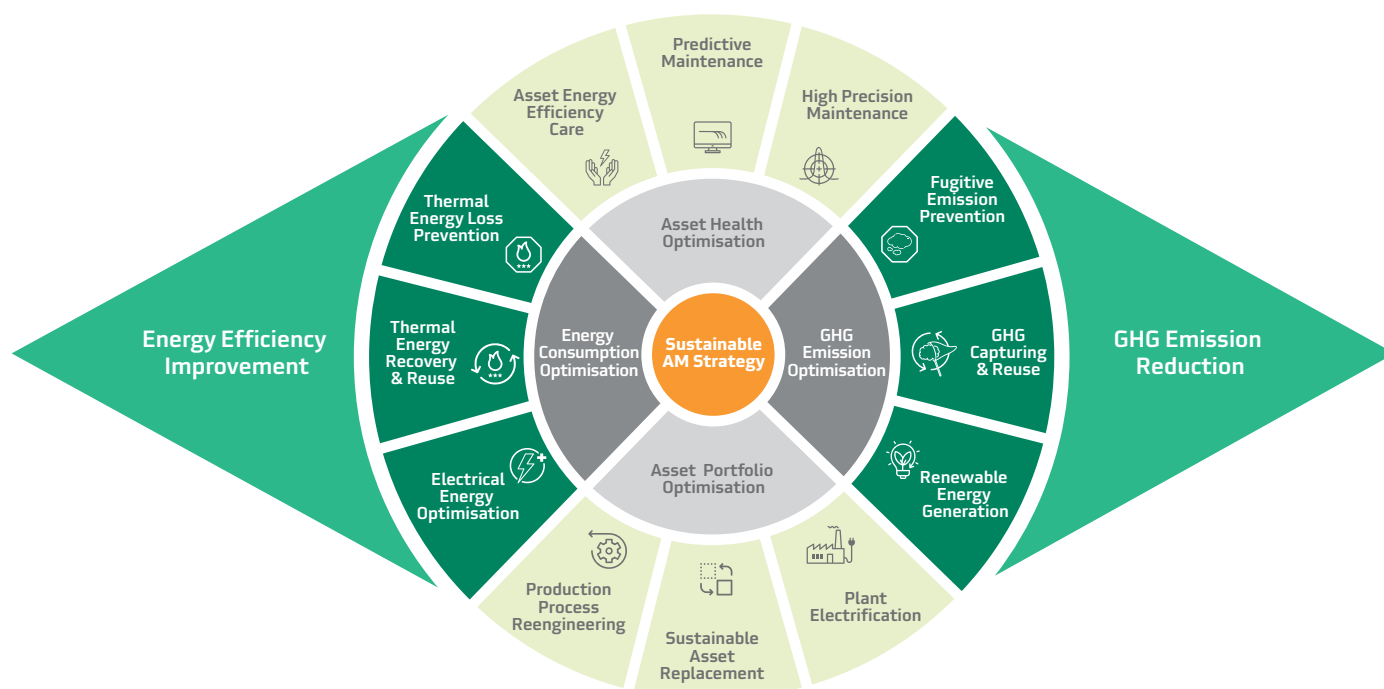 Predictive
Maintenance
Asset Energy
Efficiency
Care
High Precision
Maintenance
Thermal
Energy Loss
Prevention
Fugitive
Emission
Prevention
Asset Health
Optimisation
Energy Efficiency
Improvement
Thermal
Energy
Recovery
& Reuse
Energy
Consumption
Optimisation
Sustainable
AM Strategy
GHG
Emission
Optimisation
GHG
Capturing
& Reuse
GHG Emission
Reduction
Asset Portfolio
Optimisation
Electrical
Energy
Optimisation
Renewable
Energy
Generation
Production
Process
Reengineering
Sustainable
Asset
Replacement
Plant
Electrification